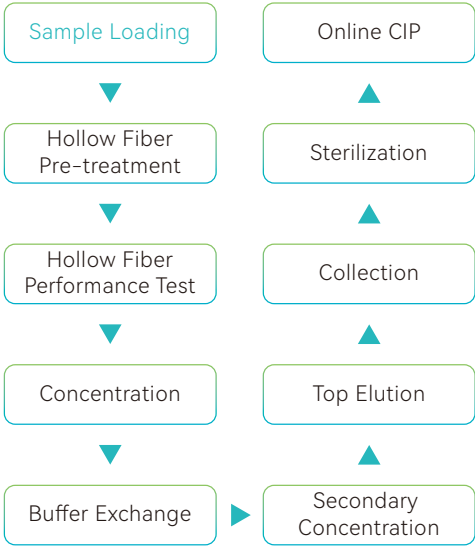 Sample Loading
Hollow Fiber
Pre-treatment
Hollow Fiber
Performance Test
Concentration
Buffer Exchange
Secondary
Concentration
Top Elution
Collection
Sterilization
Online CIP